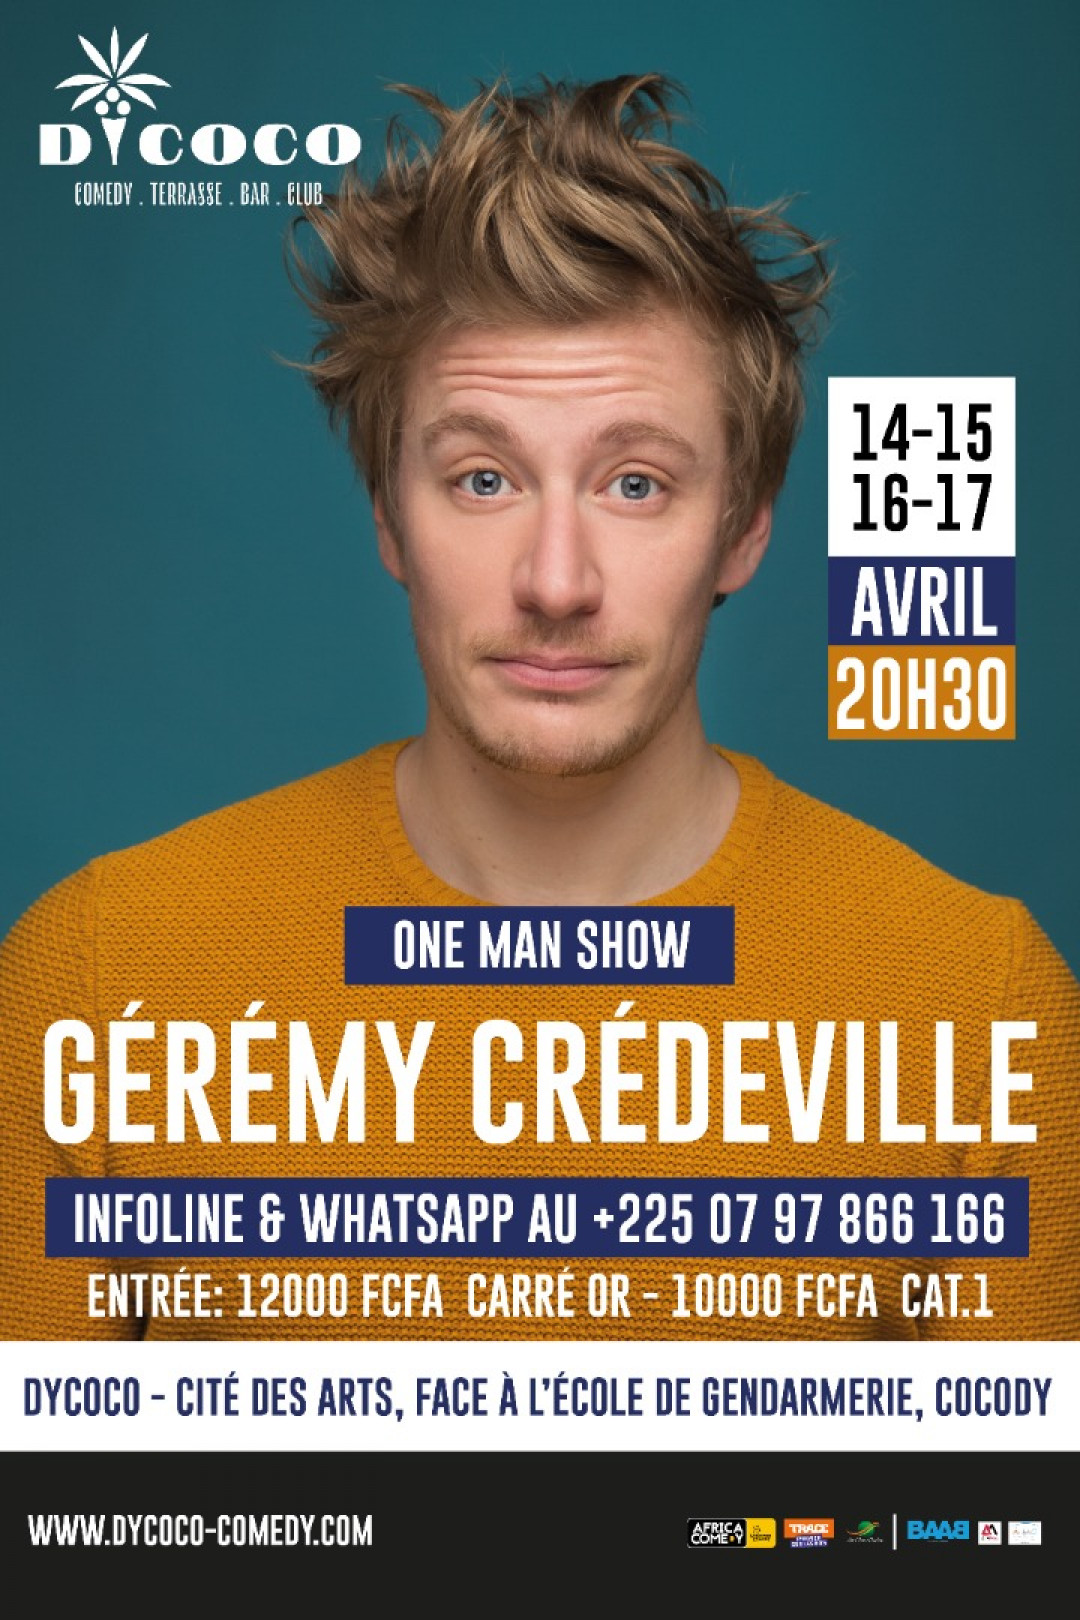 DYCOCO
COMEDY . TERRASSE . BAR . CLUB
14-15
16-17
AVRIL
20H30
ONE MAN SHOW
GÉRÉMY CRÉDEVILLE
INFOLINE & WHATSAPP AU +225 07 97 866 166
ENTRÉE: 12000 FCFA CARRÉ OR - 10000 FCFA CAT.1
DYCOCO - CITÉ DES ARTS, FACE À L'ÉCOLE DE GENDARMERIE, COCODY
WWW.DYCOCO-COMEDY.COM
AFRICA
COMEDY
TRACE
BAAB